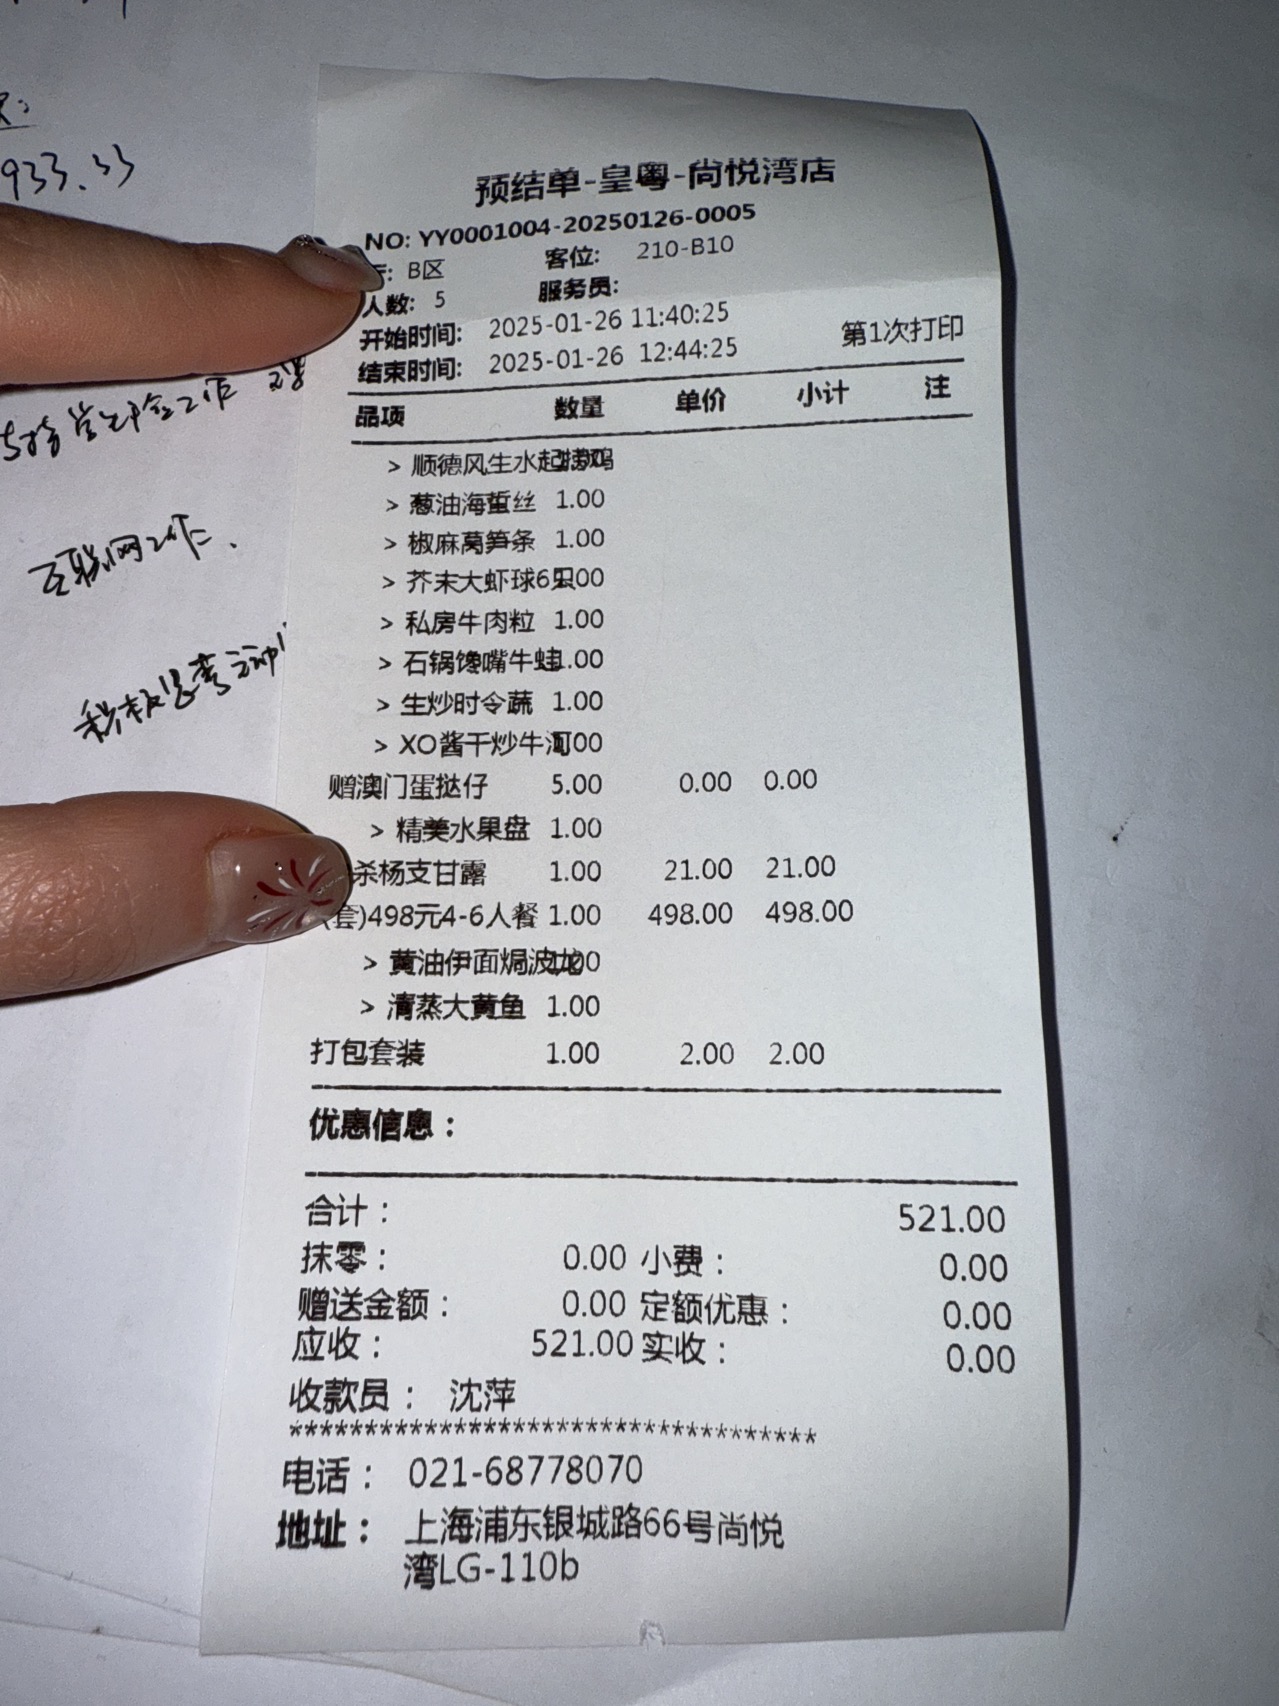 933.33
互联网工作.
预结单-皇粤-尚悦湾店
NO: YY0001004-20250126-0005
: B区 客位: 210-B10
人数: 5 服务员:
开始时间: 2025-01-26 11:40:25
结束时间: 2025-01-26 12:44:25 第1次打印
品项 数量 单价 小计 注
> 顺德风生水起捞鸡
> 葱油海蜇丝 1.00
> 椒麻莴笋条 1.00
> 芥末大虾球6只 1.00
> 私房牛肉粒 1.00
> 石锅馋嘴牛蛙 1.00
> 生炒时令蔬 1.00
> XO酱干炒牛河 1.00
赠澳门蛋挞仔 5.00 0.00 0.00
> 精美水果盘 1.00
杀杨支甘露 1.00 21.00 21.00
(套)498元4-6人餐 1.00 498.00 498.00
> 黄油伊面焗波龙 1.00
> 清蒸大黄鱼 1.00
打包套装 1.00 2.00 2.00
优惠信息：
合计： 521.00
抹零： 0.00 小费： 0.00
赠送金额： 0.00 定额优惠： 0.00
应收： 521.00 实收： 0.00
收款员： 沈萍
***********************************
电话： 021-68778070
地址： 上海浦东银城路66号尚悦
湾LG-110b